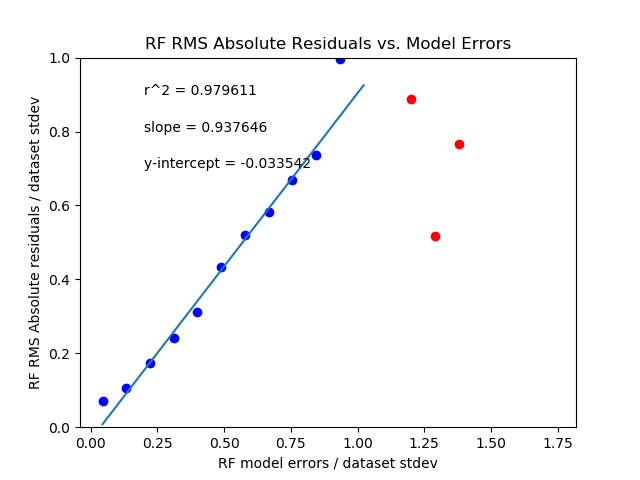 RF RMS Absolute Residuals vs. Model Errors
1.0
0.8
0.6
0.4
0.2
0.0
RF RMS Absolute residuals / dataset stdev
r^2 = 0.979611
slope = 0.937646
y-intercept = -0.033542
0.00 0.25 0.50 0.75 1.00 1.25 1.50 1.75
RF model errors / dataset stdev